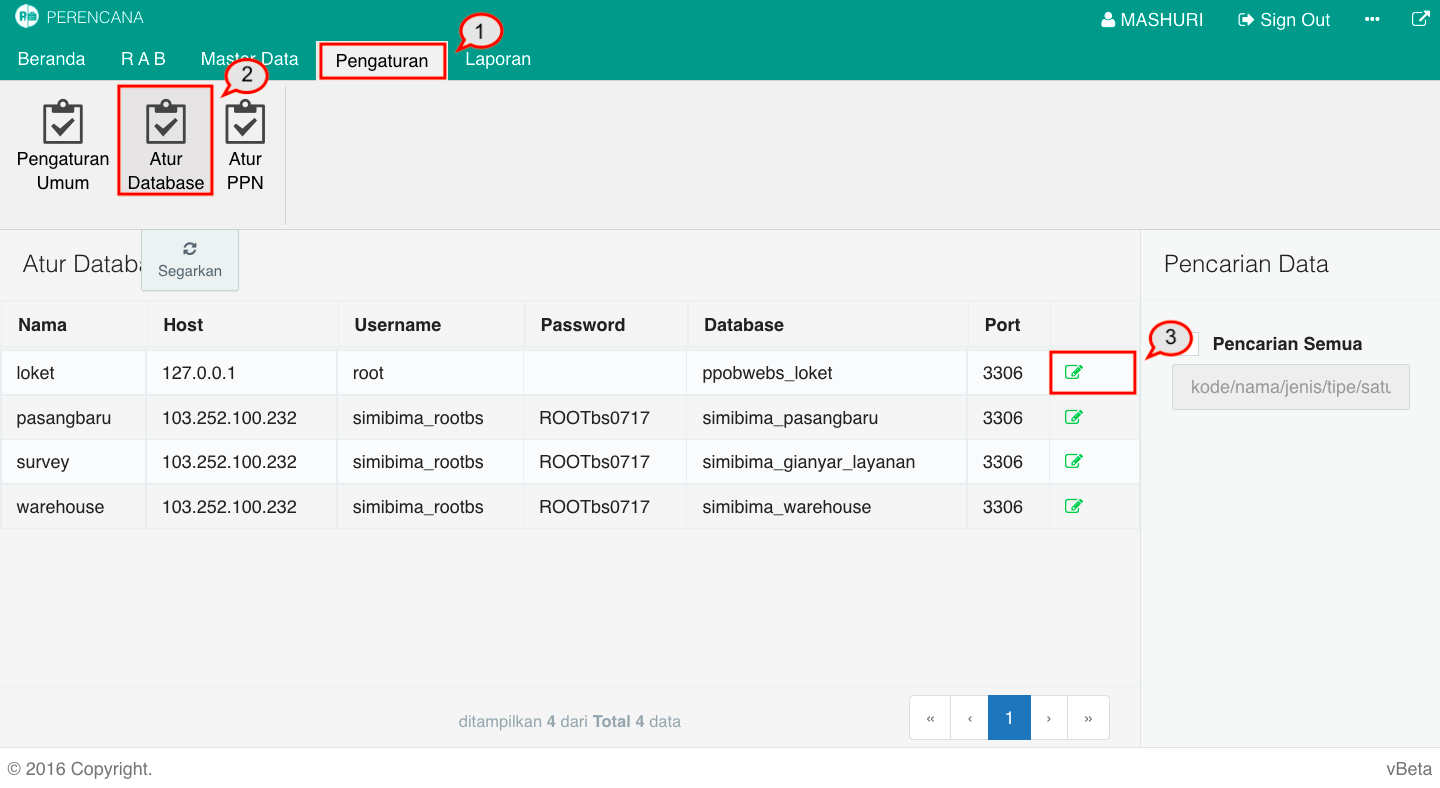 PERENCANA
MASHURI
Sign Out
Beranda
R A B
Master Data
Pengaturan
Laporan
1
2
Pengaturan
Umum
Atur
Database
Atur
PPN
Atur Databa
Segarkan
Pencarian Data
Nama Host Username Password Database Port
loket 127.0.0.1 root ppobwebs_loket 3306
pasangbaru 103.252.100.232 simibima_rootbs ROOTbs0717 simibima_pasangbaru 3306
survey 103.252.100.232 simibima_rootbs ROOTbs0717 simibima_gianyar_layanan 3306
warehouse 103.252.100.232 simibima_rootbs ROOTbs0717 simibima_warehouse 3306
3
Pencarian Semua
kode/nama/jenis/tipe/satu
ditampilkan 4 dari Total 4 data
« ‹ 1 › »
© 2016 Copyright.
vBeta